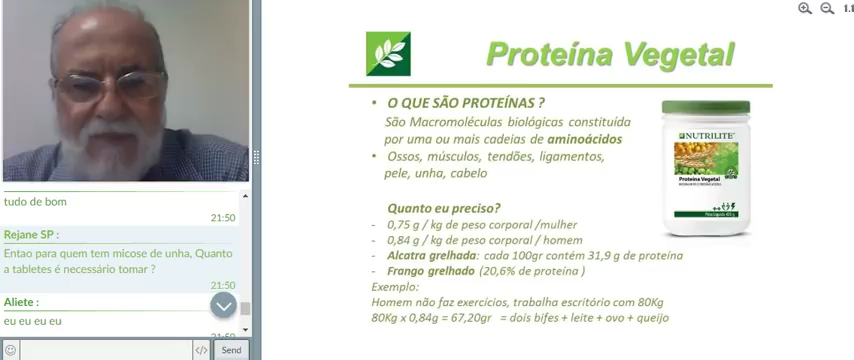 tudo de bom
21:50
Rejane SP :
Entao para quem tem micose de unha, Quanto
a tabletes é necessário tomar ?
21:50
Aliete :
eu eu eu eu
21:50
Send
1.1
Proteína Vegetal
• O QUE SÃO PROTEÍNAS ?
São Macromoléculas biológicas constituída
por uma ou mais cadeias de aminoácidos
• Ossos, músculos, tendões, ligamentos,
pele, unha, cabelo
Quanto eu preciso?
- 0,75 g / kg de peso corporal /mulher
- 0,84 g / kg de peso corporal / homem
- Alcatra grelhada: cada 100gr contém 31,9 g de proteína
- Frango grelhado (20,6% de proteína )
Exemplo:
Homem não faz exercícios, trabalha escritório com 80Kg
80Kg x 0,84g = 67,20gr = dois bifes + leite + ovo + queijo
NUTRILITE
Proteína Vegetal